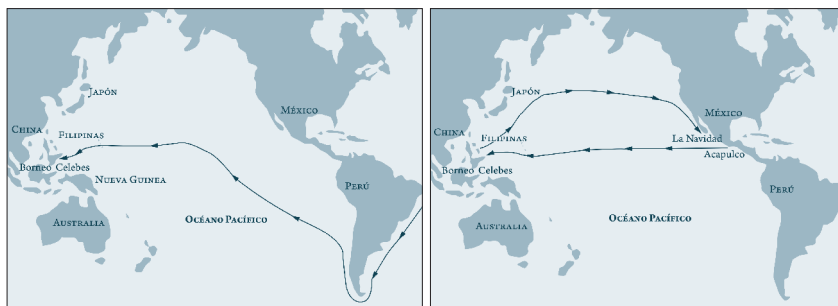 JAPÓN
MÉXICO
CHINA
FILIPINAS
Borneo Celebes
NUEVA GUINEA
PERÚ
OCÉANO PACÍFICO
AUSTRALIA
JAPÓN
MÉXICO
CHINA
FILIPINAS
La Navidad
Acapulco
Borneo Celebes
PERÚ
OCÉANO PACÍFICO
AUSTRALIA